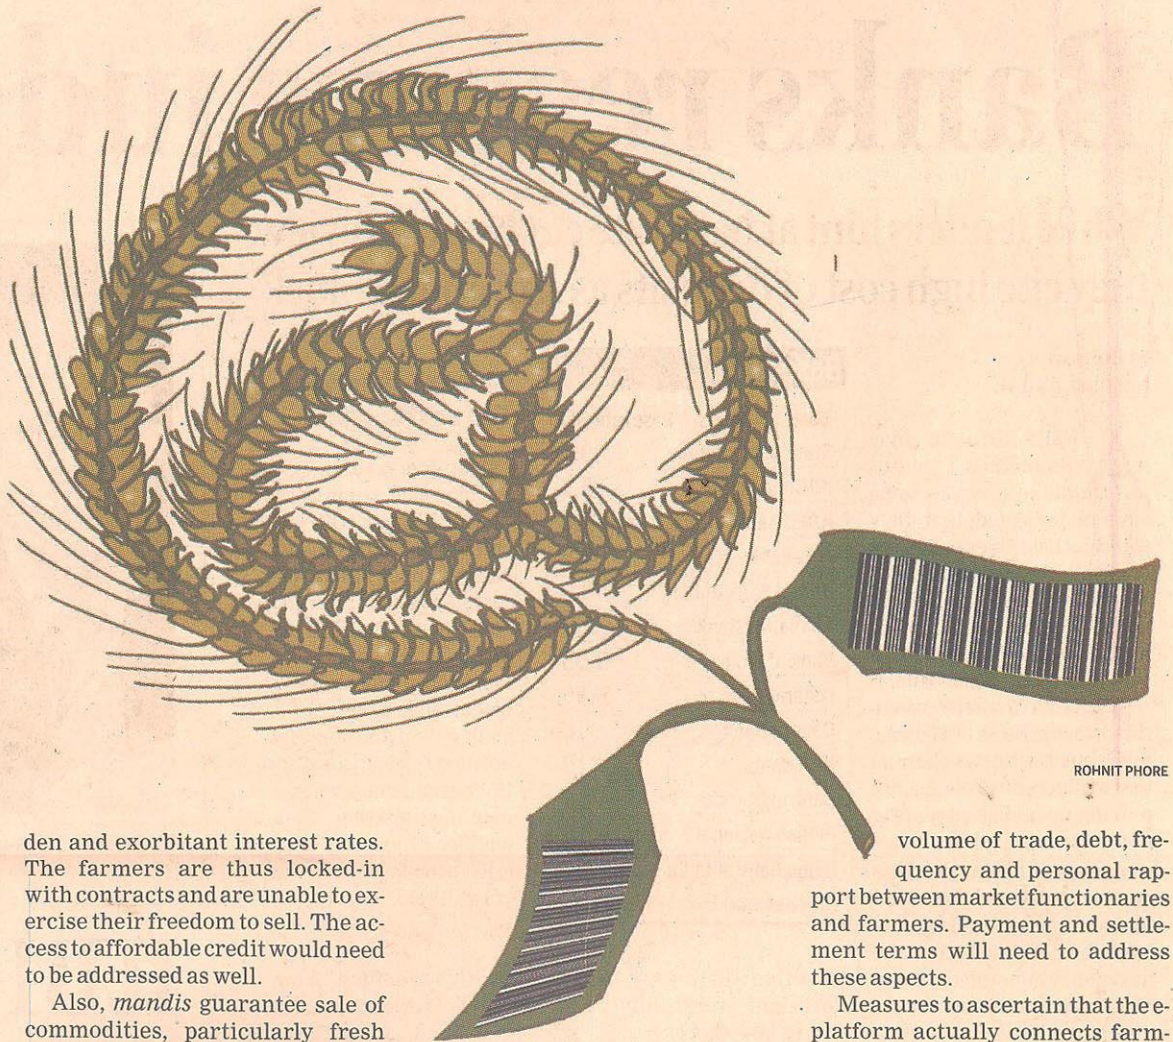 ROHNIT PHORE
den and exorbitant interest rates.
The farmers are thus locked-in
with contracts and are unable to ex-
ercise their freedom to sell. The ac-
cess to affordable credit would need
to be addressed as well.
Also, mandis guarantee sale of
commodities, particularly fresh
volume of trade, debt, fre-
quency and personal rap-
port between market functionaries
and farmers. Payment and settle-
ment terms will need to address
these aspects.
Measures to ascertain that the e-
platform actually connects farm-